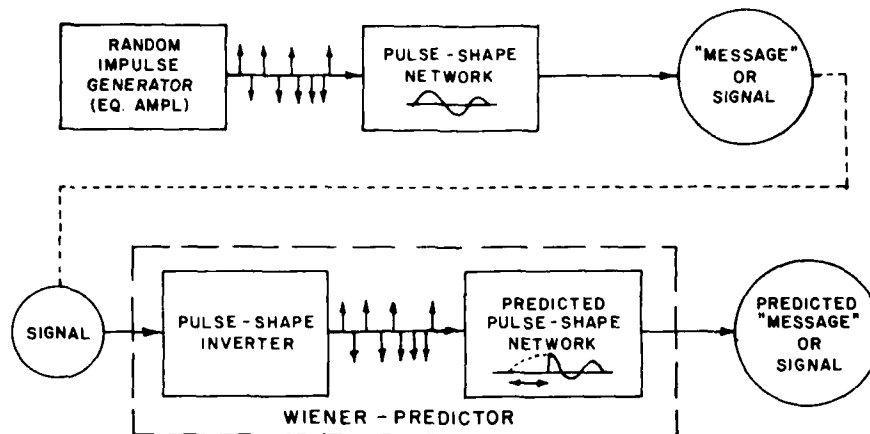 RANDOM
IMPULSE
GENERATOR
(EQ. AMPL)
PULSE-SHAPE
NETWORK
"MESSAGE"
OR
SIGNAL
SIGNAL
PULSE-SHAPE
INVERTER
PREDICTED
PULSE-SHAPE
NETWORK
PREDICTED
"MESSAGE"
OR
SIGNAL
WIENER-PREDICTOR